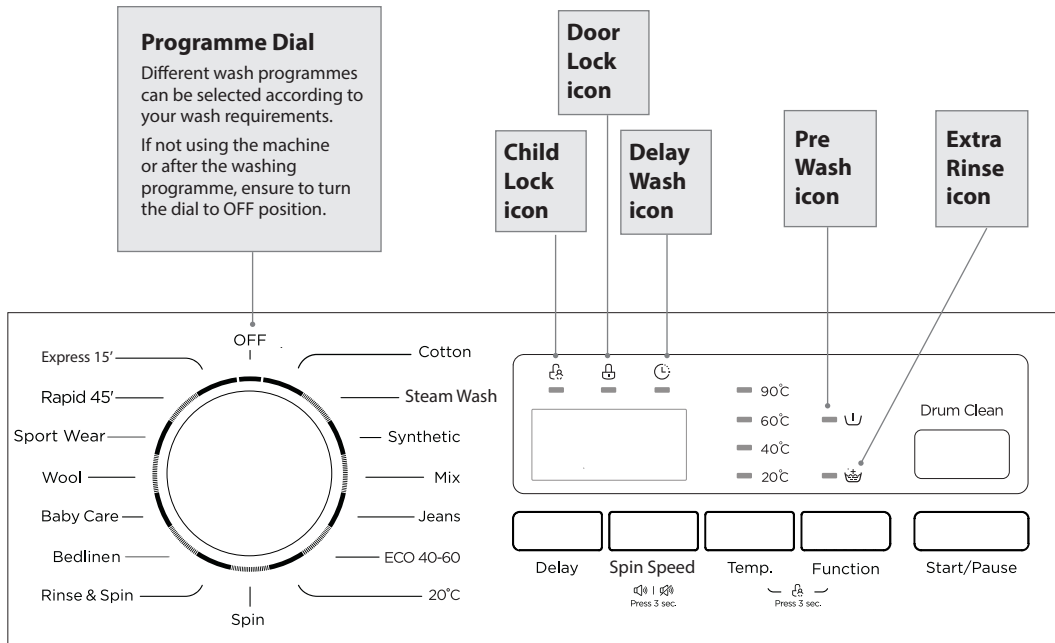 Programme Dial
Different wash programmes
can be selected according to
your wash requirements.
If not using the machine
or after the washing
programme, ensure to turn
the dial to OFF position.
Door
Lock
icon
Child
Lock
icon
Delay
Wash
icon
Pre
Wash
icon
Extra
Rinse
icon
OFF
Express 15'
Rapid 45'
Sport Wear
Wool
Baby Care
Bedlinen
Rinse & Spin
Spin
Cotton
Steam Wash
Synthetic
Mix
Jeans
ECO 40-60
20°C
90°C
60°C
40°C
20°C
Drum Clean
Delay
Spin Speed
Press 3 sec.
Temp.
Function
Press 3 sec.
Start/Pause